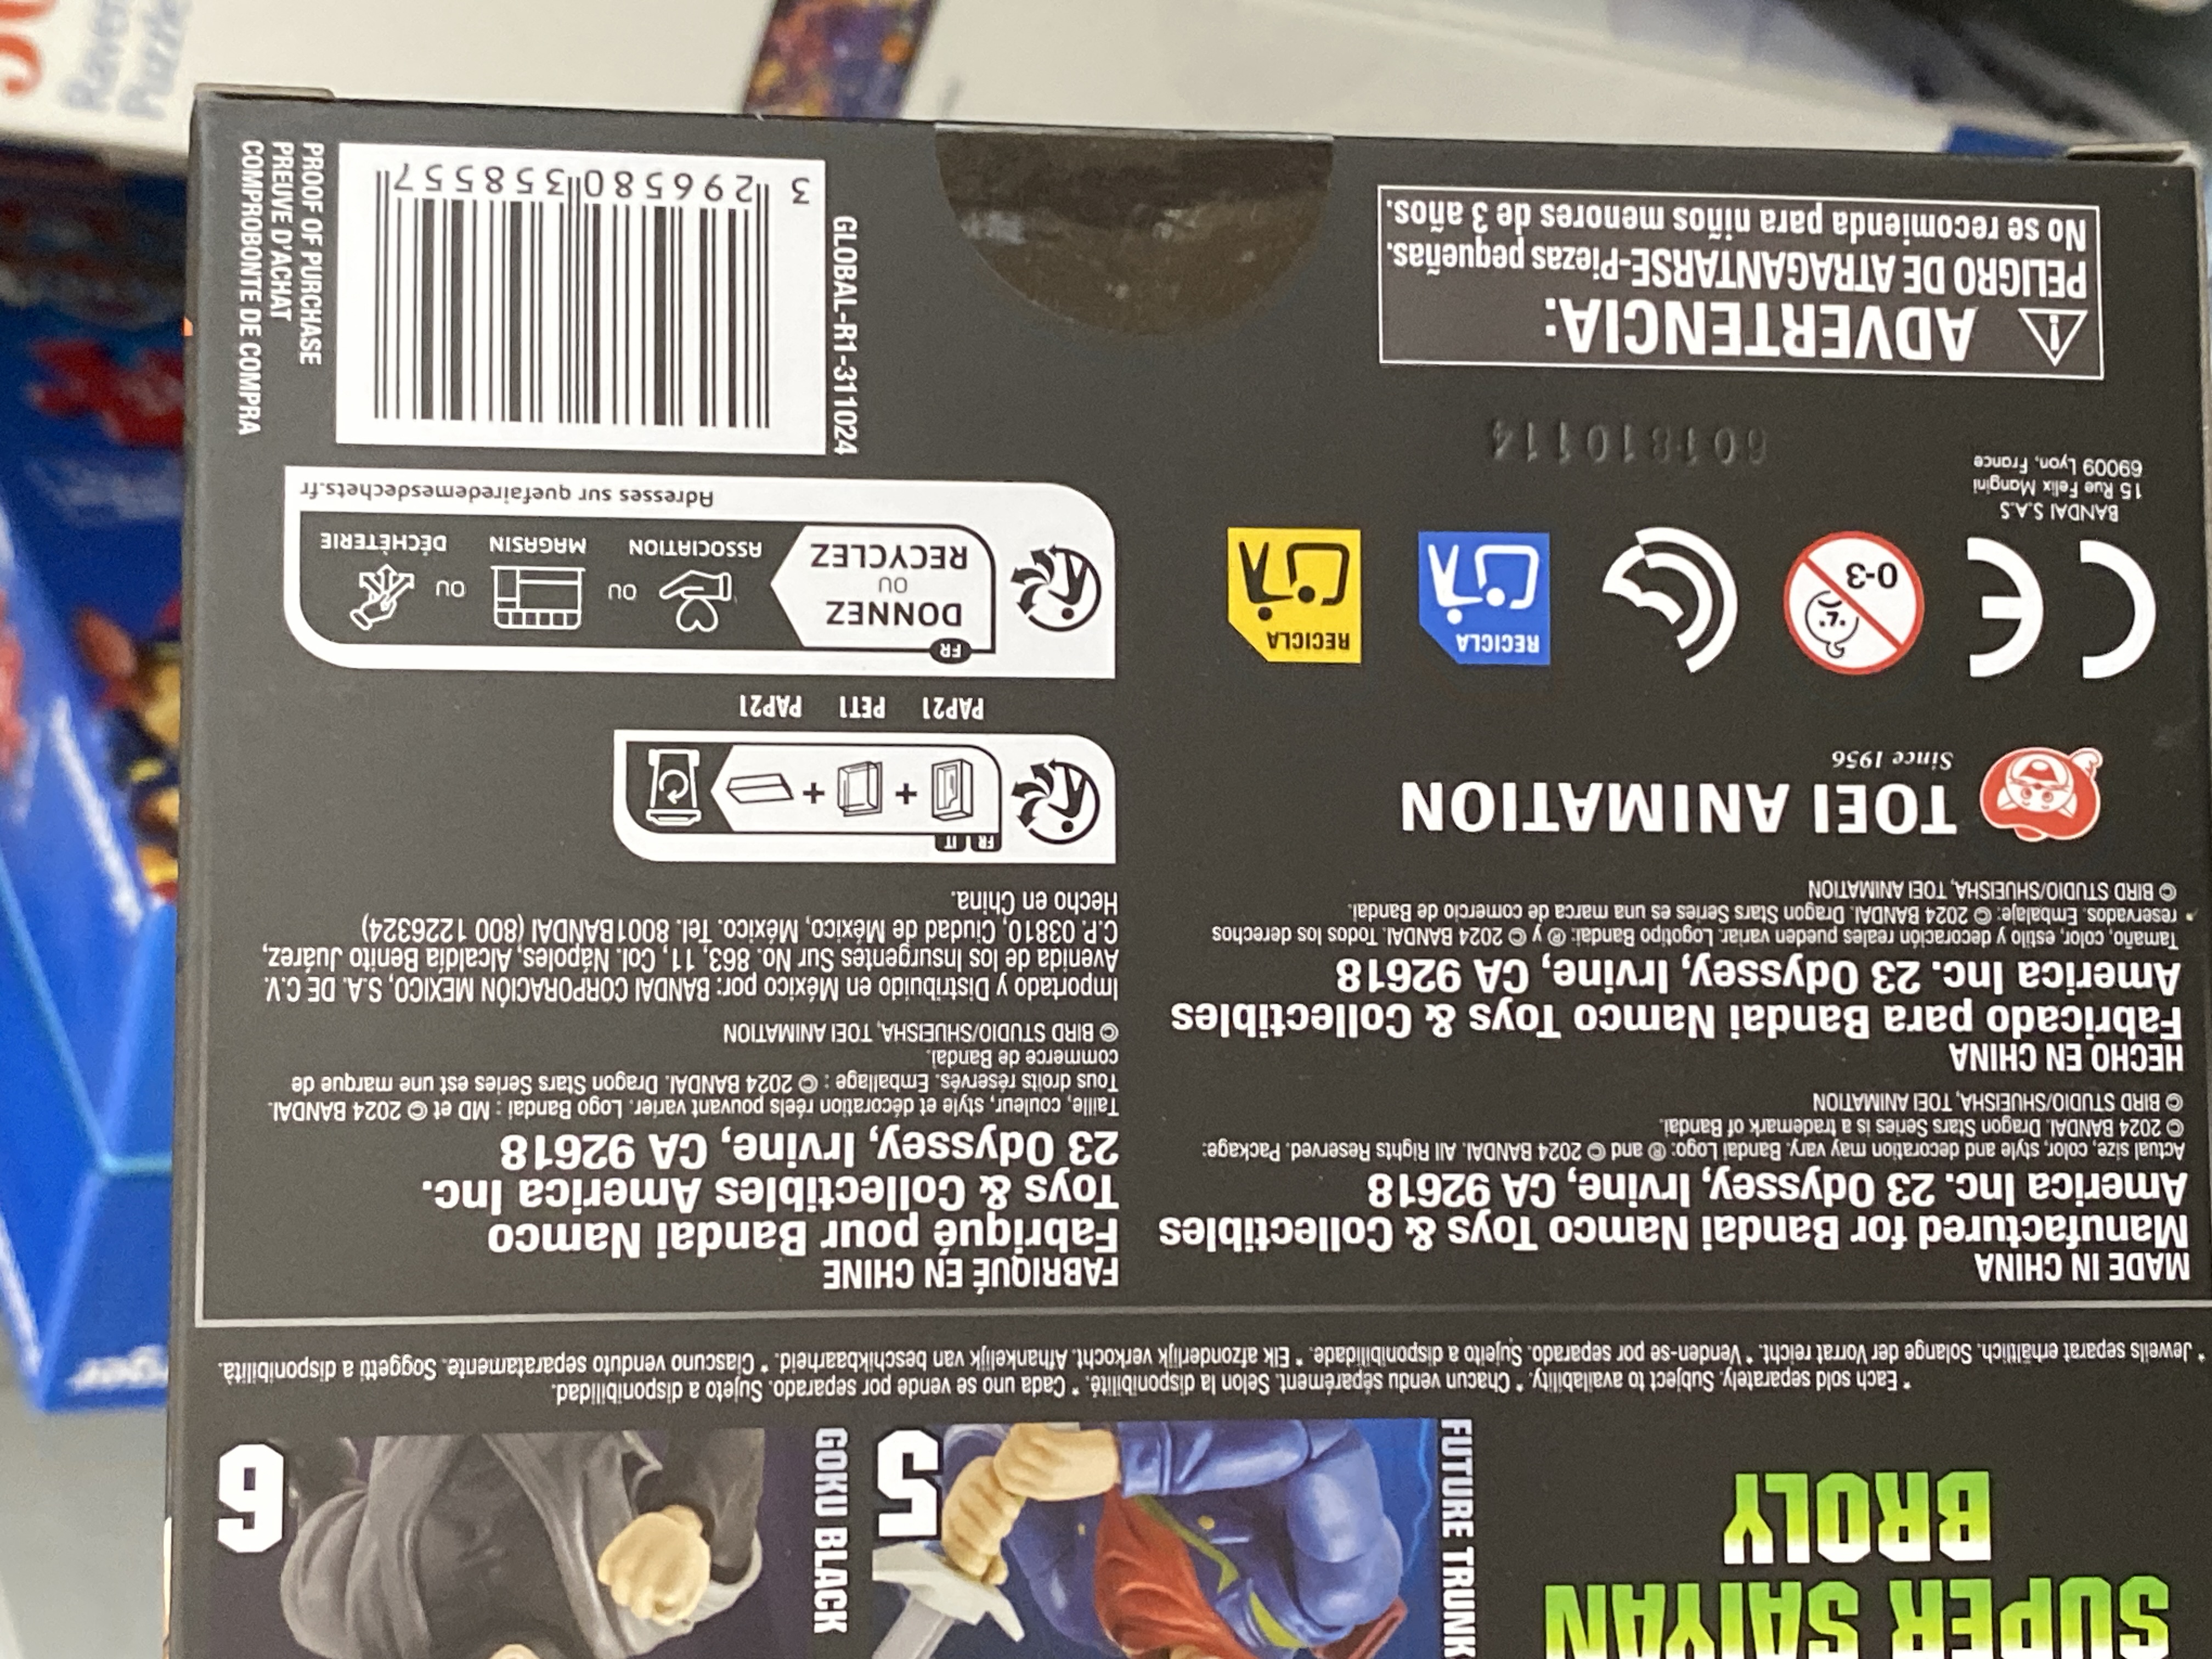 SUPER SAIYAN
BROLY
FUTURE TRUNK
5
GOKU BLACK
6
* Each sold separately. Subject to availability. * Chacun vendu séparément. Selon la disponibilité. * Cada uno se vende por separado. Sujeto a disponibilidad.
* Jeweils separat erhältlich. Solange der Vorrat reicht. * Venden-se por separado. Sujeito a disponibilidade. * Elk afzonderlijk verkocht. Afhankelijk van beschikbaarheid. * Ciascuno venduto separatamente. Soggetti a disponibilità.
MADE IN CHINA
Manufactured for Bandai Namco Toys & Collectibles
America Inc. 23 Odyssey, Irvine, CA 92618
Actual size, color, style and decoration may vary. Bandai Logo: ® and © 2024 BANDAI. All Rights Reserved. Package:
© 2024 BANDAI. Dragon Stars Series is a trademark of Bandai.
© BIRD STUDIO/SHUEISHA, TOEI ANIMATION
HECHO EN CHINA
Fabricado para Bandai Namco Toys & Collectibles
America Inc. 23 Odyssey, Irvine, CA 92618
Tamaño, color, estilo y decoración reales pueden variar. Logotipo Bandai: ® y © 2024 BANDAI. Todos los derechos
reservados. Embalaje: © 2024 BANDAI. Dragon Stars Series es una marca de comercio de Bandai.
© BIRD STUDIO/SHUEISHA, TOEI ANIMATION
TOEI ANIMATION
Since 1956
CE
0-3
RECICLA
RECICLA
BANDAI S.A.S
15 Rue Felix Mangini
69009 Lyon, France
601810114
ADVERTENCIA:
PELIGRO DE ATRAGANTARSE-Piezas pequeñas.
No se recomienda para niños menores de 3 años.
FABRIQUÉ EN CHINE
Fabriqué pour Bandai Namco
Toys & Collectibles America Inc.
23 Odyssey, Irvine, CA 92618
Taille, couleur, style et décoration réels pouvant varier. Logo Bandai : MD et © 2024 BANDAI.
Tous droits réservés. Emballage : © 2024 BANDAI. Dragon Stars Series est une marque de
commerce de Bandai.
© BIRD STUDIO/SHUEISHA, TOEI ANIMATION
Importado y Distribuido en México por: BANDAI CORPORACIÓN MEXICO, S.A. DE C.V.
Avenida de los Insurgentes Sur No. 863, 11, Col. Nápoles, Alcaldía Benito Juárez,
C.P. 03810, Ciudad de México, México. Tel. 8001BANDAI (800 1226324)
Hecho en China.
FR IT
+ +
PAP21 PET1 PAP21
FR
DONNEZ
OU
RECYCLEZ
ASSOCIATION OU MAGASIN OU DÉCHÈTERIE
Adresses sur quefairedemesdechets.fr
GLOBAL-R1-311024
3 296580 358557
PROOF OF PURCHASE
PREUVE D'ACHAT
COMPROBONTE DE COMPRA
Raven
Puzzle